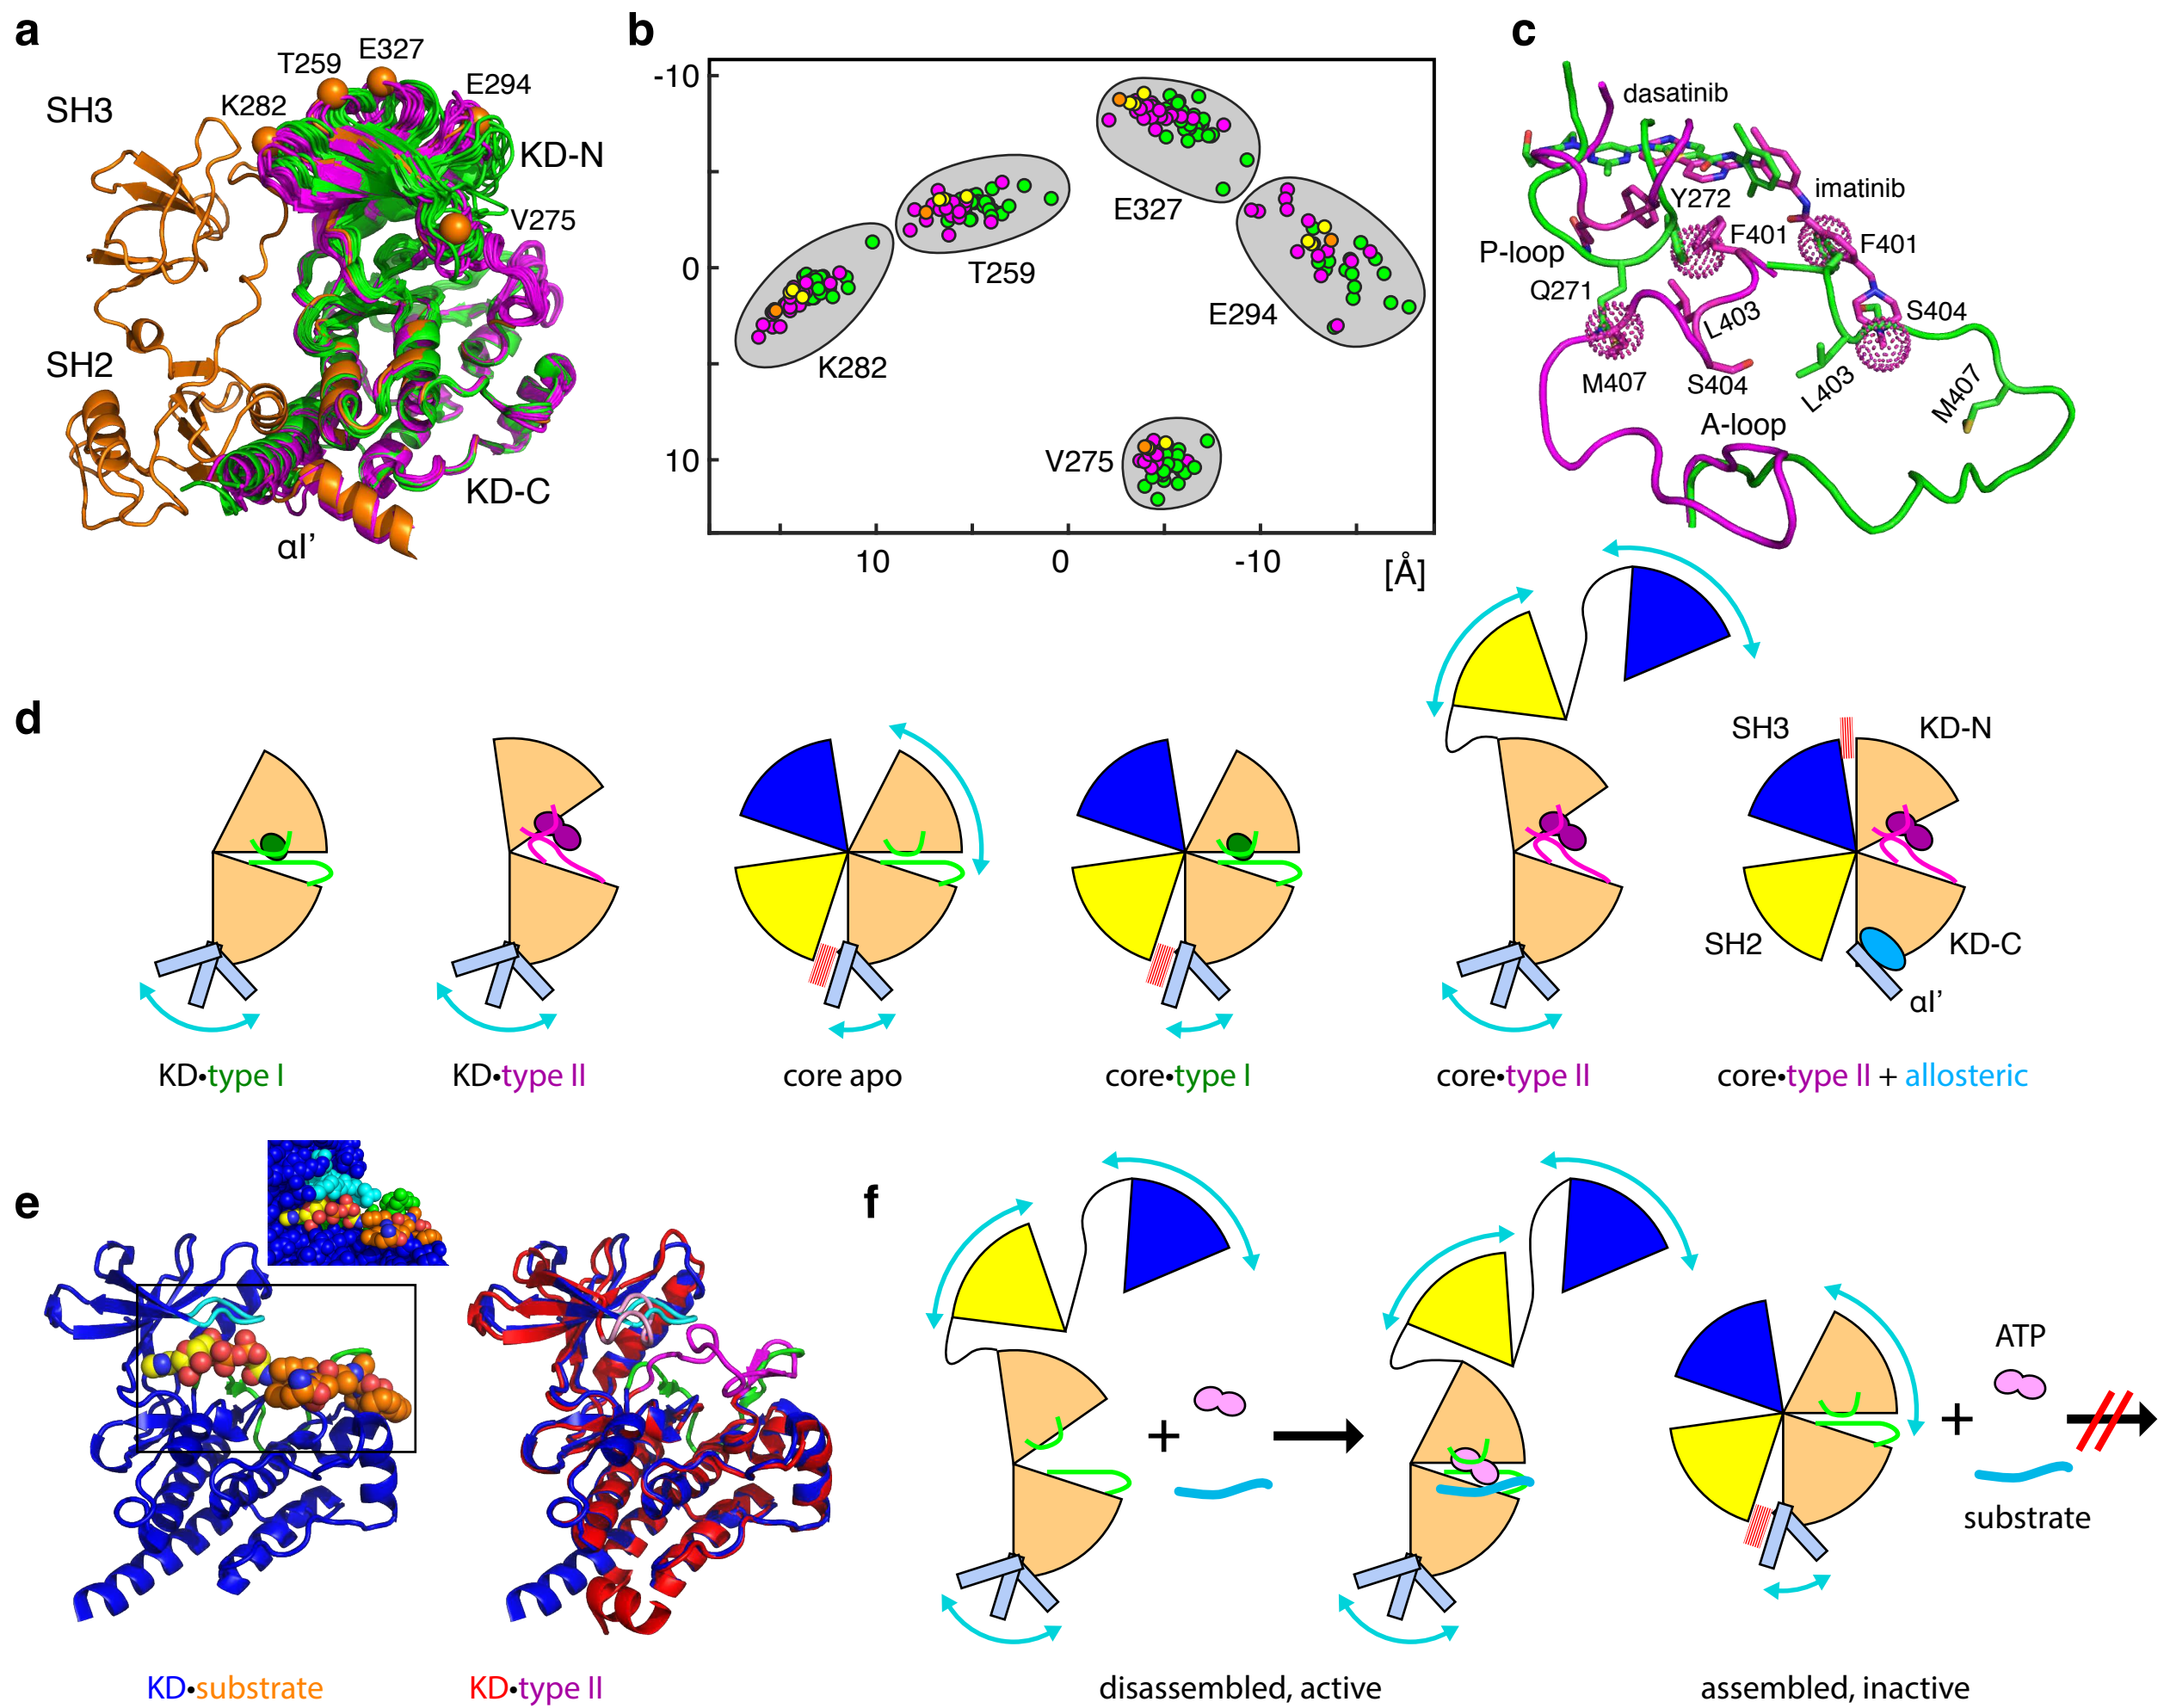 a
SH3
T259
E327
K282
E294
KD-N
V275
SH2
KD-C
αI’
b
-10
0
10
E327
T259
E294
K282
V275
10
0
-10
[Å]
c
dasatinib
imatinib
Y272
P-loop
F401
F401
Q271
L403
S404
M407
S404
L403
M407
A-loop
d
SH3
KD-N
SH2
KD-C
αI’
KD•type I
KD•type II
core apo
core•type I
core•type II
core•type II + allosteric
e
KD•substrate
KD•type II
f
+
ATP
+
substrate
disassembled, active
assembled, inactive